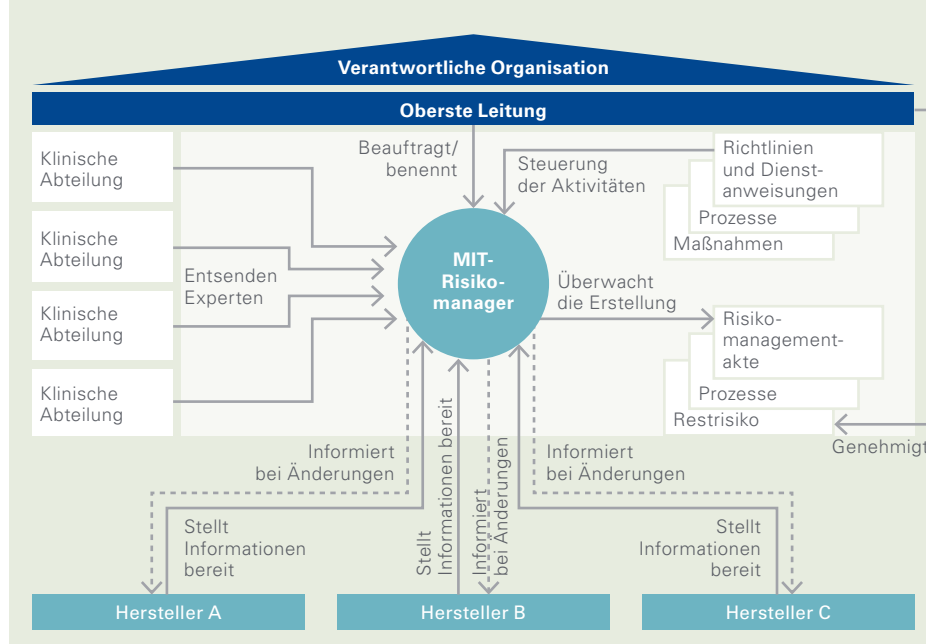 Verantwortliche Organisation
Oberste Leitung
Klinische
Abteilung
Klinische
Abteilung
Klinische
Abteilung
Klinische
Abteilung
Entsenden
Experten
Beauftragt/
benennt
Steuerung
der Aktivitäten
Richtlinien
und Dienst-
anweisungen
Prozesse
Maßnahmen
MIT-
Risiko-
manager
Überwacht
die Erstellung
Risiko-
management-
akte
Prozesse
Restrisiko
Genehmigt
Informiert
bei Änderungen
Stellt
Informationen
bereit
Stellt
Informationen bereit
Informiert
bei Änderungen
Informiert
bei Änderungen
Stellt
Informationen
bereit
Hersteller A
Hersteller B
Hersteller C